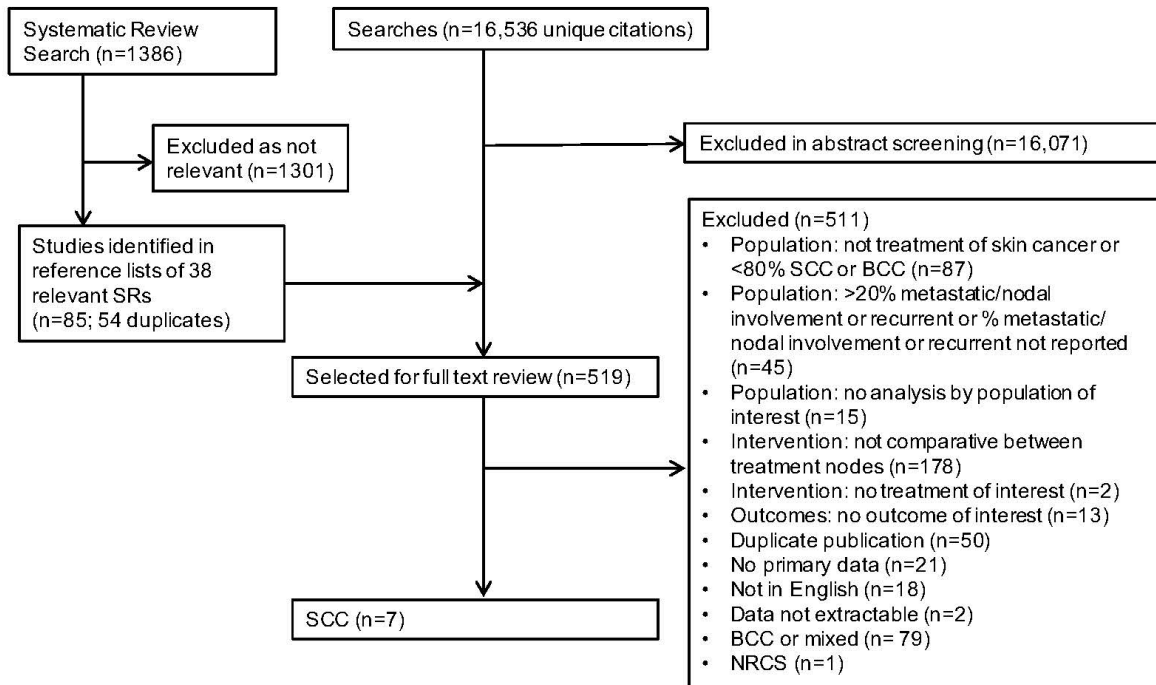 Systematic Review
Search (n=1386)
Searches (n=16,536 unique citations)
Excluded as not
relevant (n=1301)
Excluded in abstract screening (n=16,071)
Studies identified in
reference lists of 38
relevant SRs
(n=85; 54 duplicates)
Selected for full text review (n=519)
Excluded (n=511)
• Population: not treatment of skin cancer or
<80% SCC or BCC (n=87)
• Population: >20% metastatic/nodal
involvement or recurrent or % metastatic/
nodal involvement or recurrent not reported
(n=45)
• Population: no analysis by population of
interest (n=15)
• Intervention: not comparative between
treatment nodes (n=178)
• Intervention: no treatment of interest (n=2)
• Outcomes: no outcome of interest (n=13)
• Duplicate publication (n=50)
• No primary data (n=21)
• Not in English (n=18)
• Data not extractable (n=2)
• BCC or mixed (n= 79)
• NRCS (n=1)
SCC (n=7)